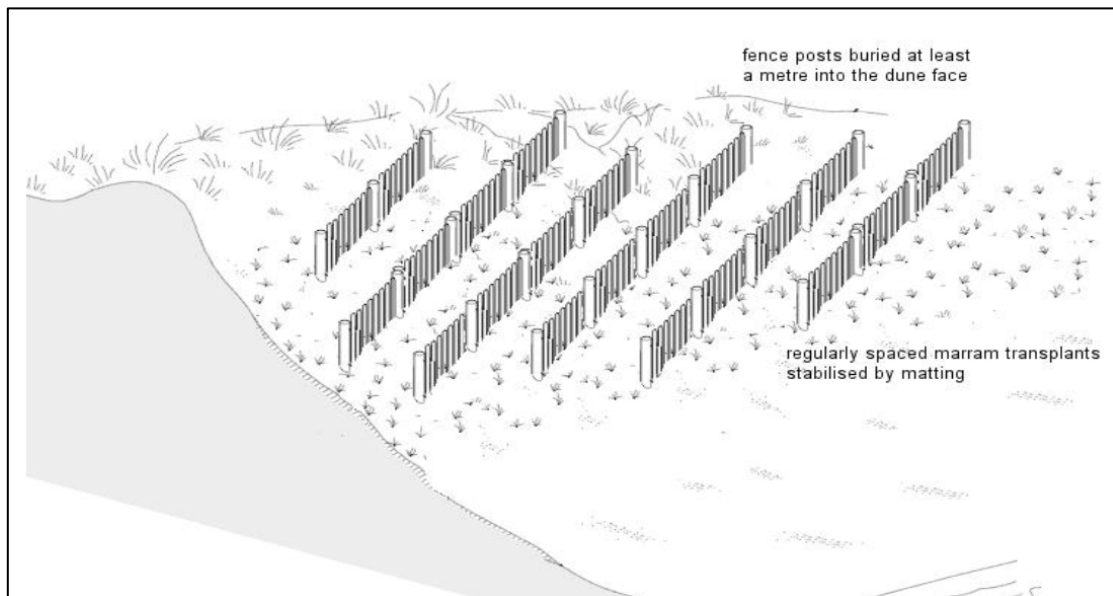 fence posts buried at least
a metre into the dune face
regularly spaced marram transplants
stabilised by matting